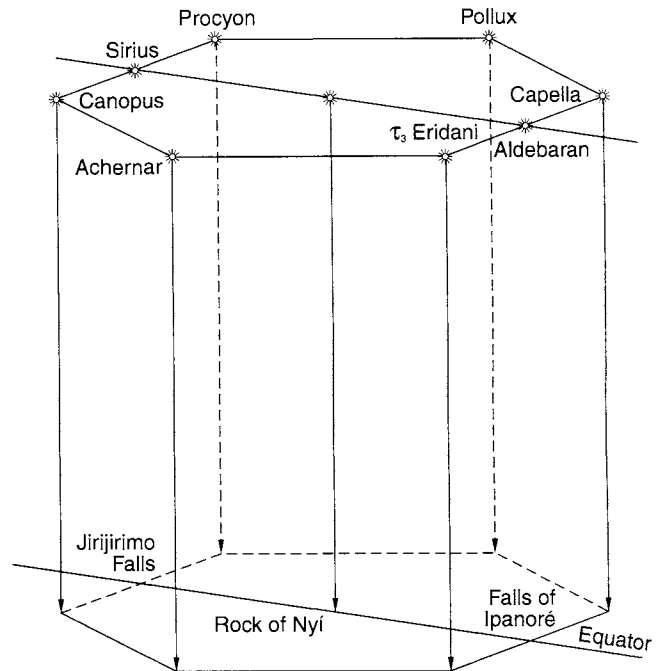 Procyon
Pollux
Sirius
Canopus
Capella
τ₃ Eridani
Aldebaran
Achernar
Jirijirimo
Falls
Rock of Nyí
Falls of
Ipanoré
Equator